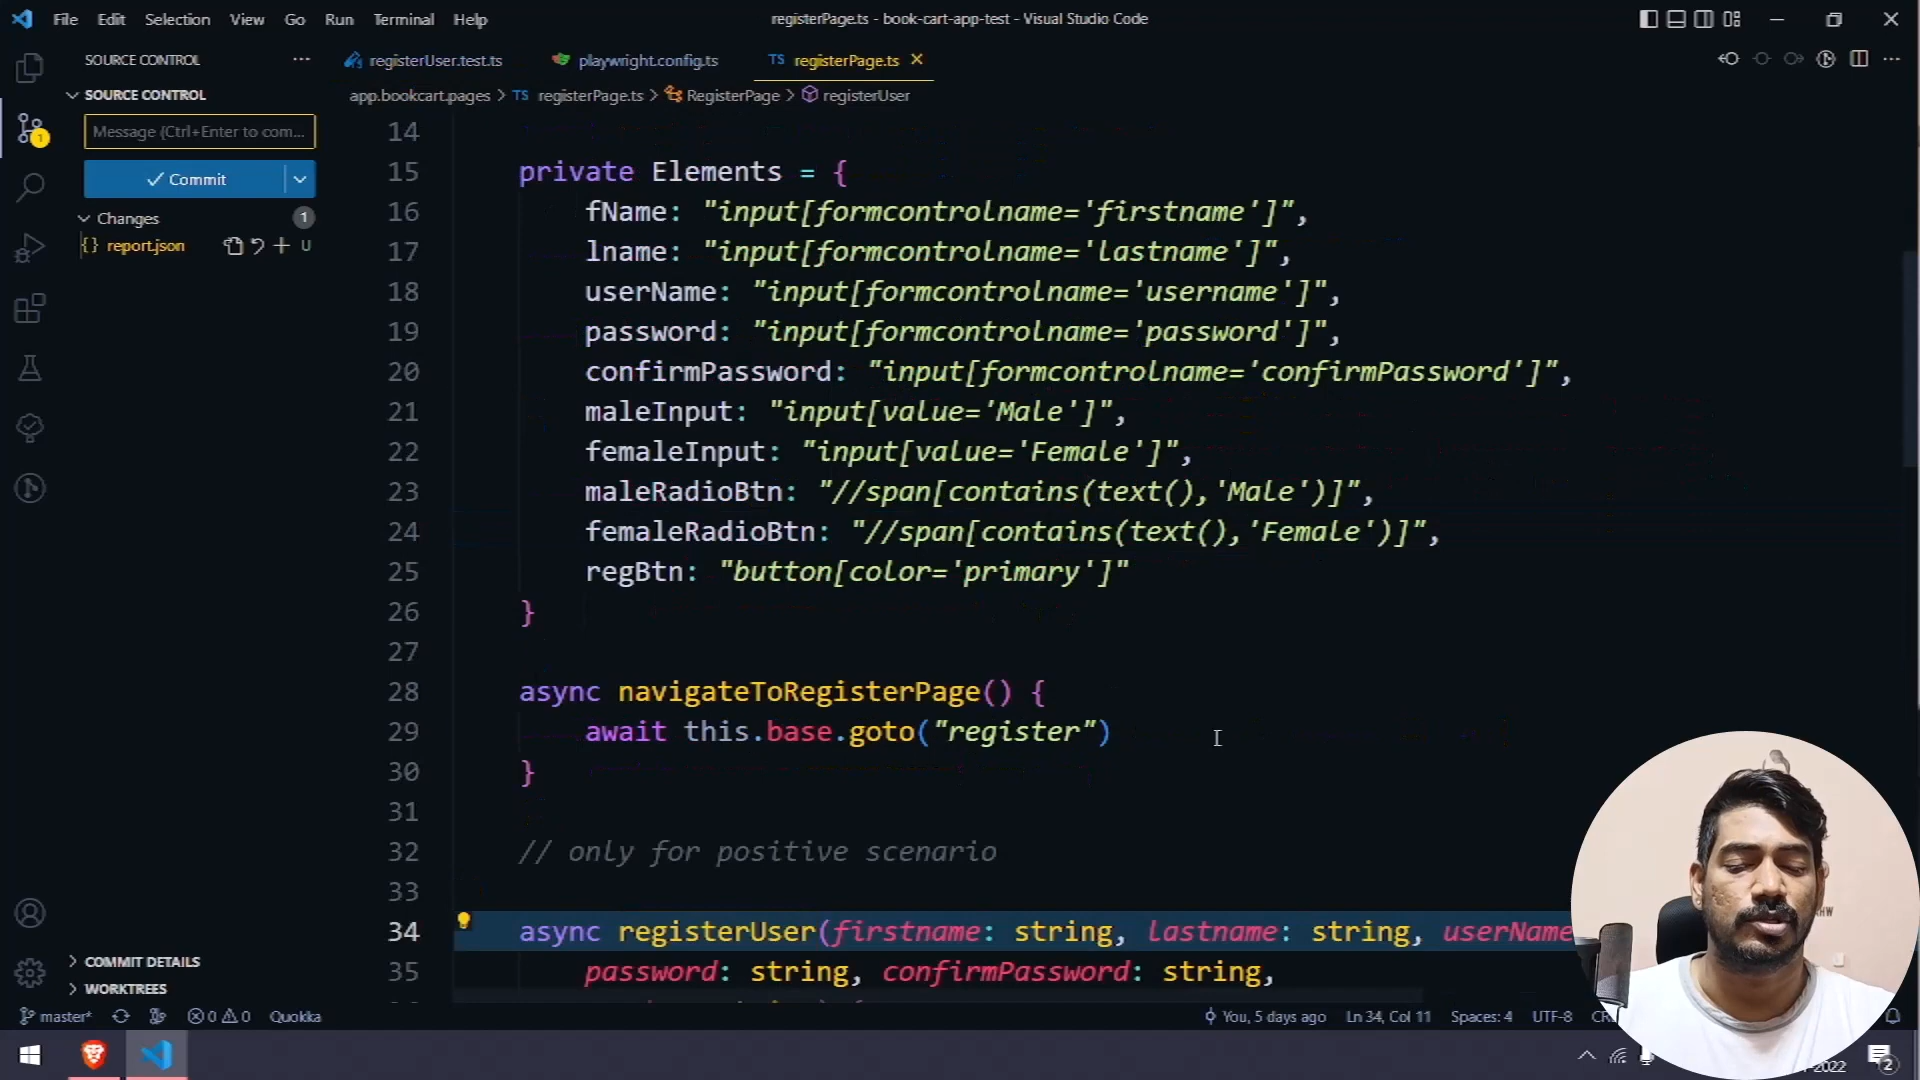 File Edit Selection View Go Run Terminal Help
registerPage.ts - book-cart-app-test - Visual Studio Code
SOURCE CONTROL
registerUser.test.ts
playwright.config.ts
TS registerPage.ts
SOURCE CONTROL
app.bookcart.pages > TS registerPage.ts > RegisterPage > registerUser
Message (Ctrl+Enter to com...
Commit
Changes 1
{} report.json U
1
14
15 private Elements = {
16 fName: "input[formcontrolname='firstname']",
17 lname: "input[formcontrolname='lastname']",
18 userName: "input[formcontrolname='username']",
19 password: "input[formcontrolname='password']",
20 confirmPassword: "input[formcontrolname='confirmPassword']",
21 maleInput: "input[value='Male']",
22 femaleInput: "input[value='Female']",
23 maleRadioBtn: "//span[contains(text(),'Male')]",
24 femaleRadioBtn: "//span[contains(text(),'Female')]",
25 regBtn: "button[color='primary']"
26 }
27
28 async navigateToRegisterPage() {
29 await this.base.goto("register")
30 }
31
32 // only for positive scenario
33
34 async registerUser(firstname: string, lastname: string, userName
35 password: string, confirmPassword: string,
COMMIT DETAILS
WORKTREES
master* 0 0 Quokka
You, 5 days ago Ln 34, Col 11 Spaces: 4 UTF-8
-2022
2